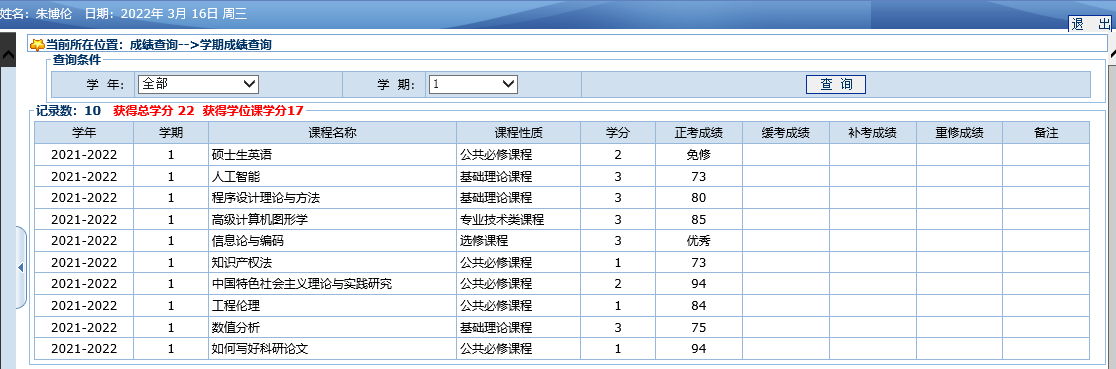 姓名：朱博伦 日期：2022年 3月 16日 周三
退 出
当前所在位置：成绩查询-->学期成绩查询
查询条件
学 年： 全部 学 期： 1 查 询
记录数：10 获得总学分 22 获得学位课学分17
学年 学期 课程名称 课程性质 学分 正考成绩 缓考成绩 补考成绩 重修成绩 备注
2021-2022 1 硕士生英语 公共必修课程 2 免修
2021-2022 1 人工智能 基础理论课程 3 73
2021-2022 1 程序设计理论与方法 基础理论课程 3 80
2021-2022 1 高级计算机图形学 专业技术类课程 3 85
2021-2022 1 信息论与编码 选修课程 3 优秀
2021-2022 1 知识产权法 公共必修课程 1 73
2021-2022 1 中国特色社会主义理论与实践研究 公共必修课程 2 94
2021-2022 1 工程伦理 公共必修课程 1 84
2021-2022 1 数值分析 基础理论课程 3 75
2021-2022 1 如何写好科研论文 公共必修课程 1 94